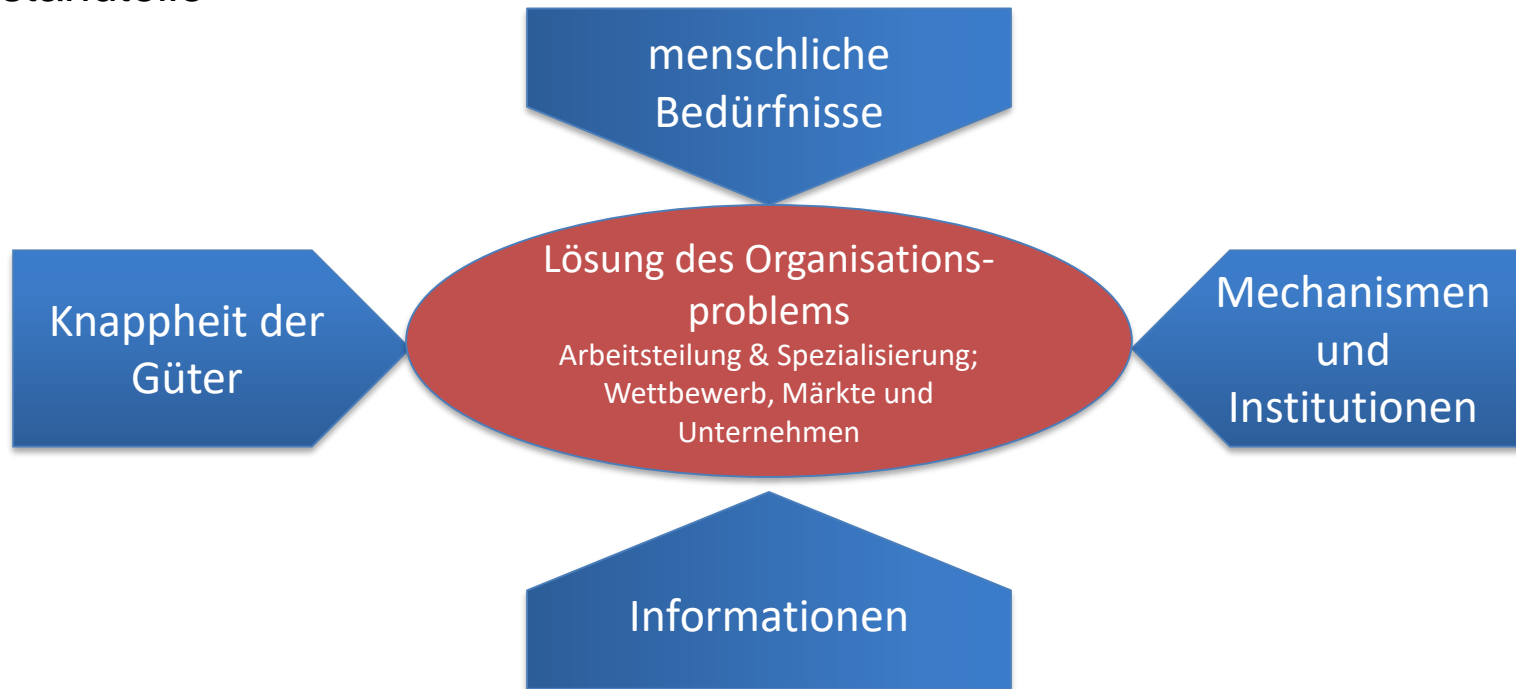 menschliche
Bedürfnisse
Lösung des Organisations-
problems
Arbeitsteilung & Spezialisierung;
Wettbewerb, Märkte und
Unternehmen
Knappheit der
Güter
Mechanismen
und
Institutionen
Informationen